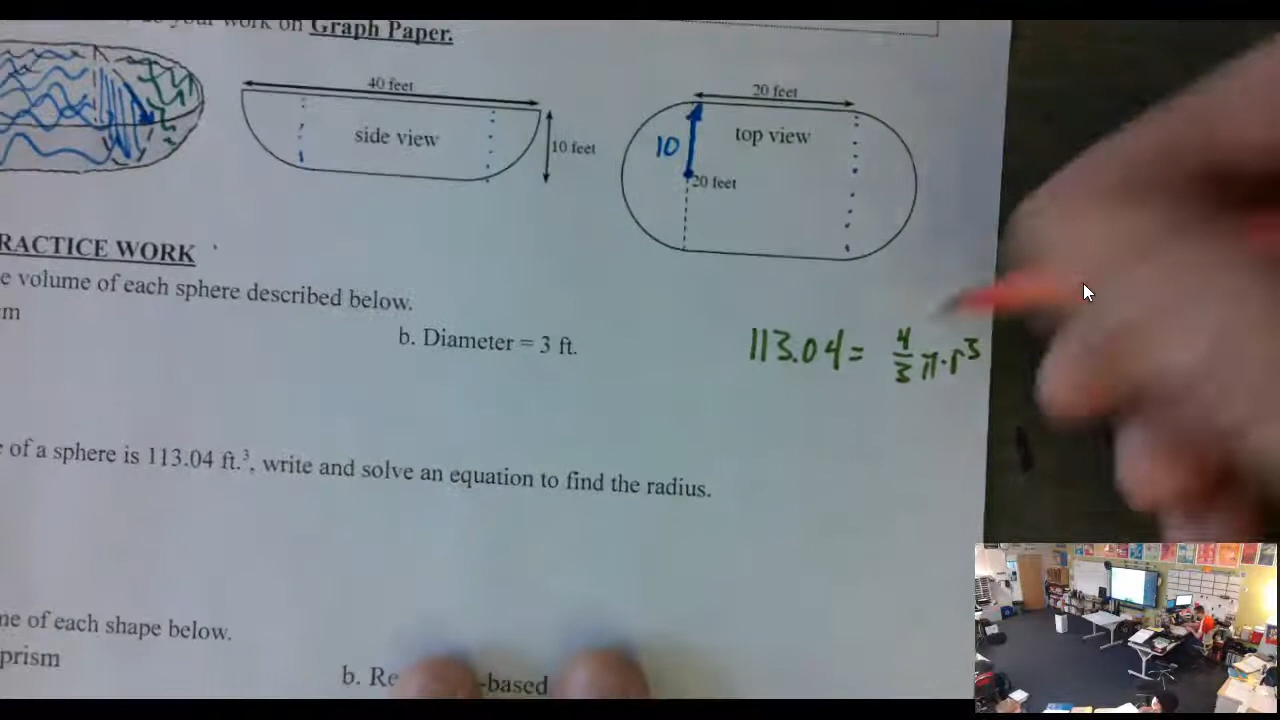 your work on Graph Paper.
40 feet
side view
10 feet
20 feet
10
top view
20 feet
RACTICE WORK
e volume of each sphere described below.
m
b. Diameter = 3 ft.
113.04 = 4/3 π · r³
of a sphere is 113.04 ft.³, write and solve an equation to find the radius.
me of each shape below.
prism
b. Re -based